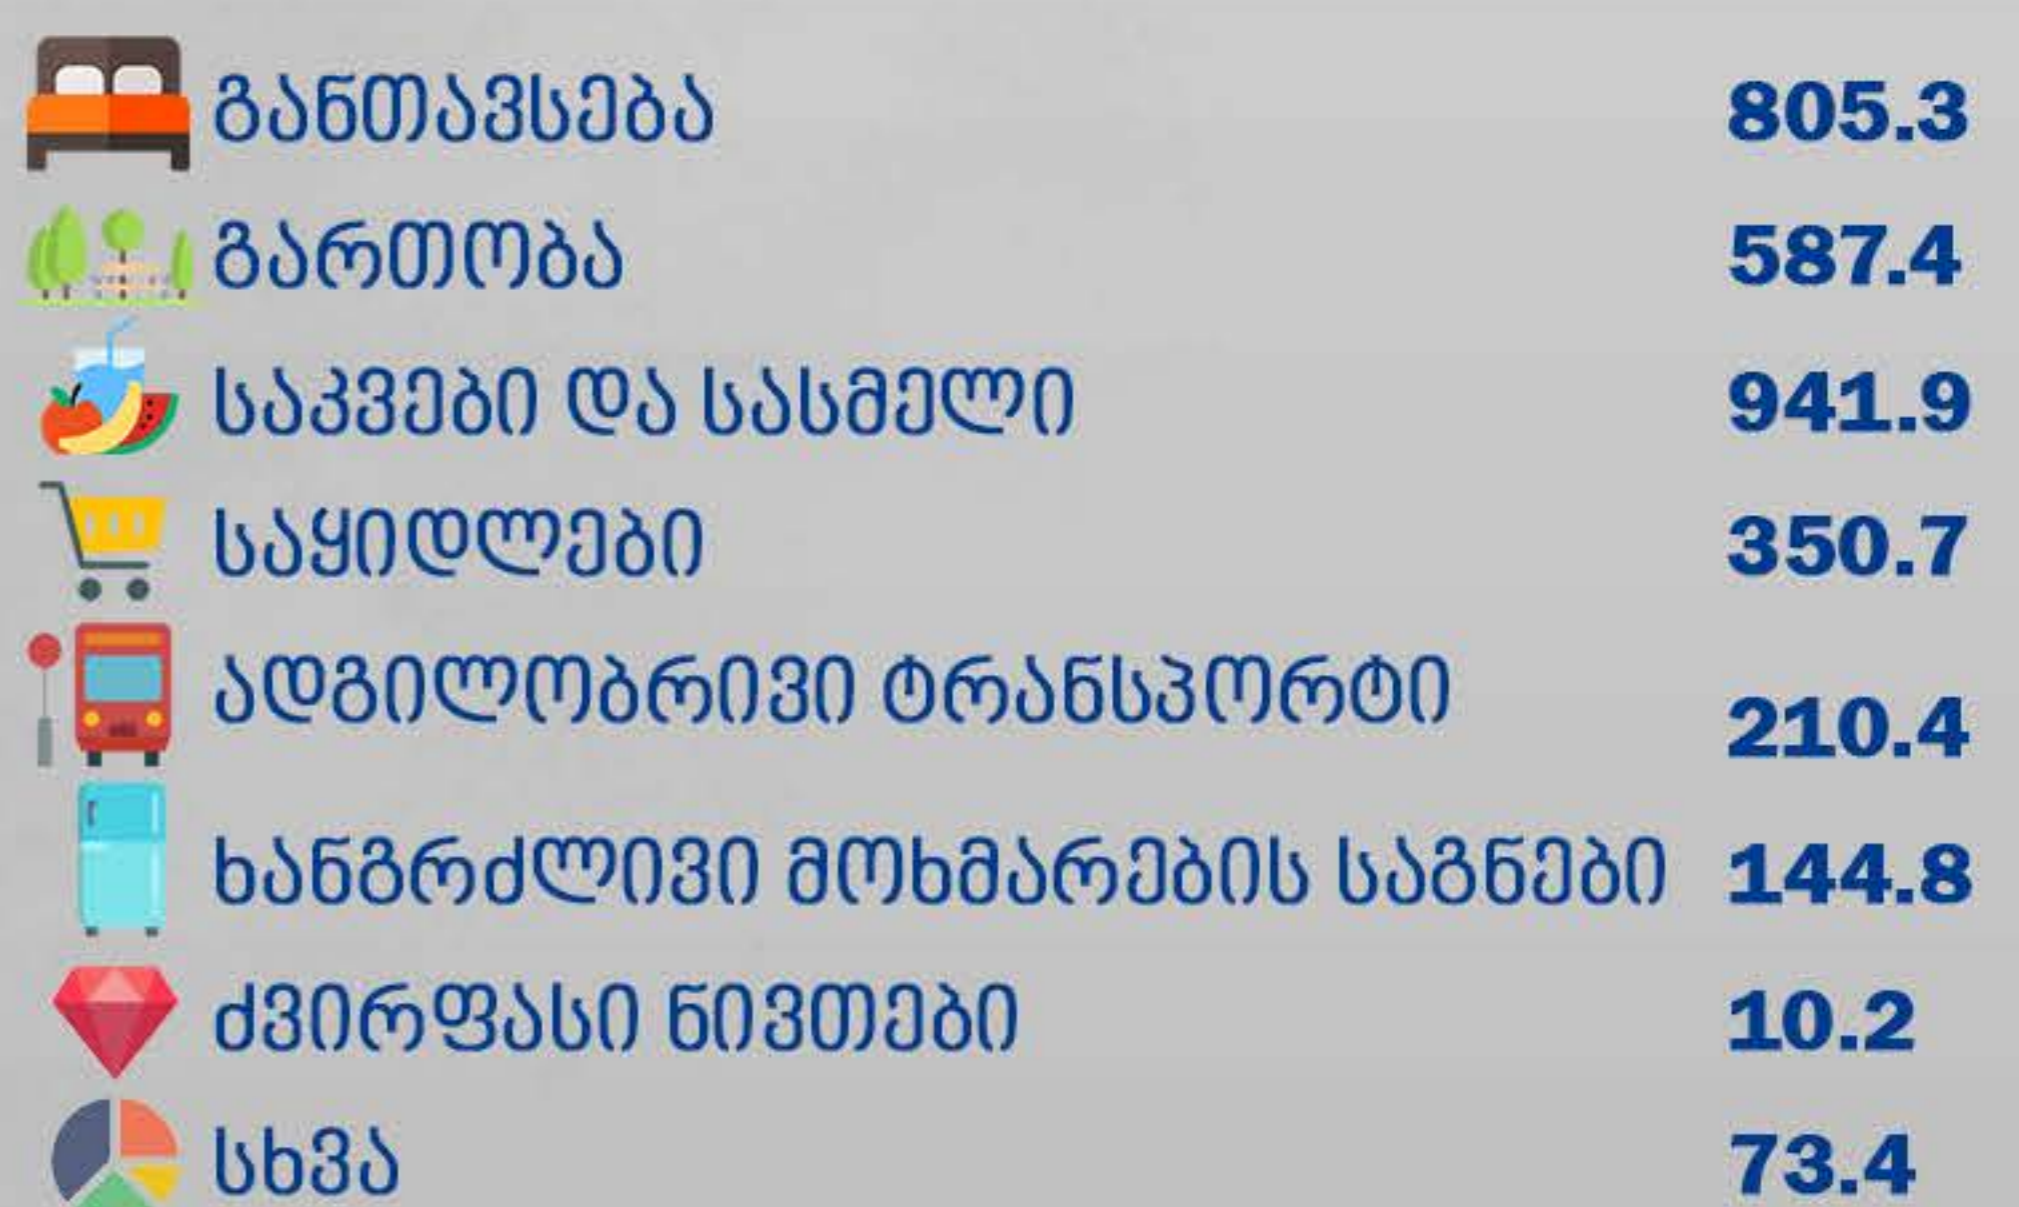 განთავსება 805.3
გართობა 587.4
საკვები და სასმელი 941.9
საყიდლები 350.7
ადგილობრივი ტრანსპორტი 210.4
ხანგრძლივი მოხმარების საგნები 144.8
ძვირფასი ნივთები 10.2
სხვა 73.4